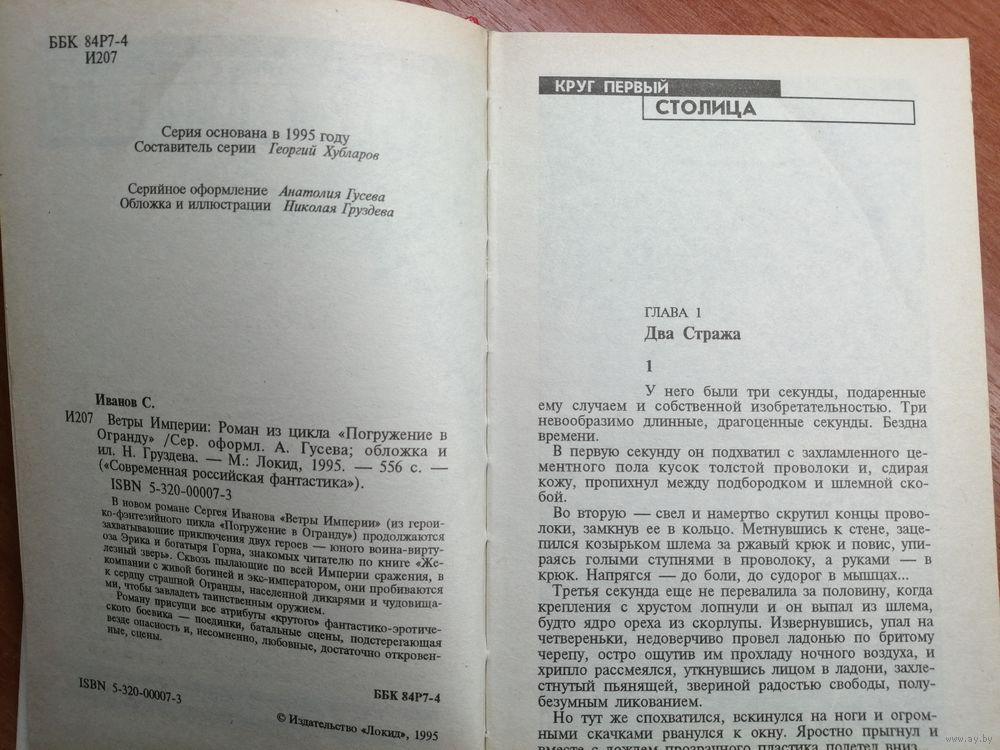 ББК 84Р7-4
И207
Серия основана в 1995 году
Составитель серии Георгий Хубларов
Серийное оформление Анатолия Гусева
Обложка и иллюстрации Николая Груздева
Иванов С.
И207 Ветры Империи: Роман из цикла «Погружение в
Огранду» /Сер. оформл. А. Гусева; обложка и
ил. Н. Груздева. — М.: Локид, 1995. — 556 с. —
(«Современная российская фантастика»).
ISBN 5-320-00007-3
В новом романе Сергея Иванова «Ветры Империи» (из герои-
ко-фэнтезийного цикла «Погружение в Огранду») продолжаются
захватывающие приключения двух героев — юного воина-вирту-
оза Эрика и богатыря Горна, знакомых читателю по книге «Же-
лезный зверь». Сквозь пылающие по всей Империи сражения, в
компании с живой богиней и экс-императором, они пробиваются
к сердцу страшной Огранды, населенной дикарями и чудовища-
ми, чтобы завладеть таинственным оружием.
Роману присущи все атрибуты «крутого» фантастико-эротиче-
ского боевика — поединки, батальные сцены, подстерегающая
везде опасность и, несомненно, любовные, достаточно откровен-
ные, сцены.
ISBN 5-320-00007-3
ББК 84Р7-4
© Издательство «Локид», 1995
КРУГ ПЕРВЫЙ
СТОЛИЦА
ГЛАВА 1
Два Стража
1
У него были три секунды, подаренные
ему случаем и собственной изобретательностью. Три
невообразимо длинные, драгоценные секунды. Бездна
времени.
В первую секунду он подхватил с захламленного це-
ментного пола кусок толстой проволоки и, сдирая
кожу, пропихнул между подбородком и шлемной ско-
бой.
Во вторую — свел и намертво скрутил концы прово-
локи, замкнув ее в кольцо. Метнувшись к стене, заце-
пился козырьком шлема за ржавый крюк и повис, упи-
раясь голыми ступнями в проволоку, а руками — в
крюк. Напрягся — до боли, до судорог в мышцах...
Третья секунда еще не перевалила за половину, когда
крепления с хрустом лопнули и он выпал из шлема,
будто ядро ореха из скорлупы. Извернувшись, упал на
четвереньки, недоверчиво провел ладонью по бритому
черепу, остро ощутив им прохладу ночного воздуха, и
хрипло рассмеялся, уткнувшись лицом в ладони, захле-
стнутый пьянящей, звериной радостью свободы, полу-
безумным ликованием.
Но тут же спохватился, вскинулся на ноги и огром-
ными скачками рванулся к окну. Яростно прыгнул и
вместе с дождем прозрачного пластика полетел вниз
www.ay.by